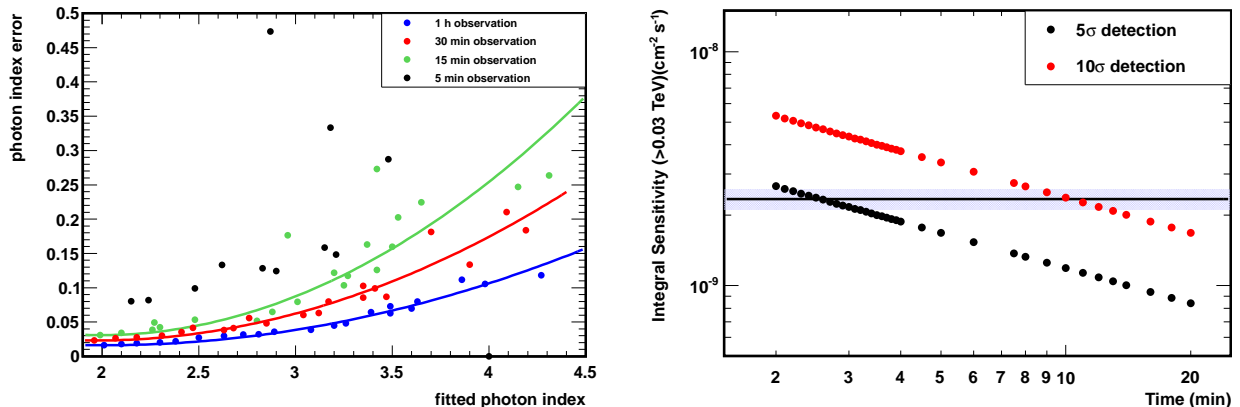 0.5
0.45
0.4
0.35
0.3
0.25
0.2
0.15
0.1
0.05
0
photon index error
1 h observation
30 min observation
15 min observation
5 min observation
2 2.5 3 3.5 4 4.5
fitted photon index
Integral Sensitivity (>0.03 TeV)(cm⁻² s⁻¹)
10⁻⁸
10⁻⁹
5σ detection
10σ detection
2 3 4 5 6 7 8 9 10 20
Time (min)